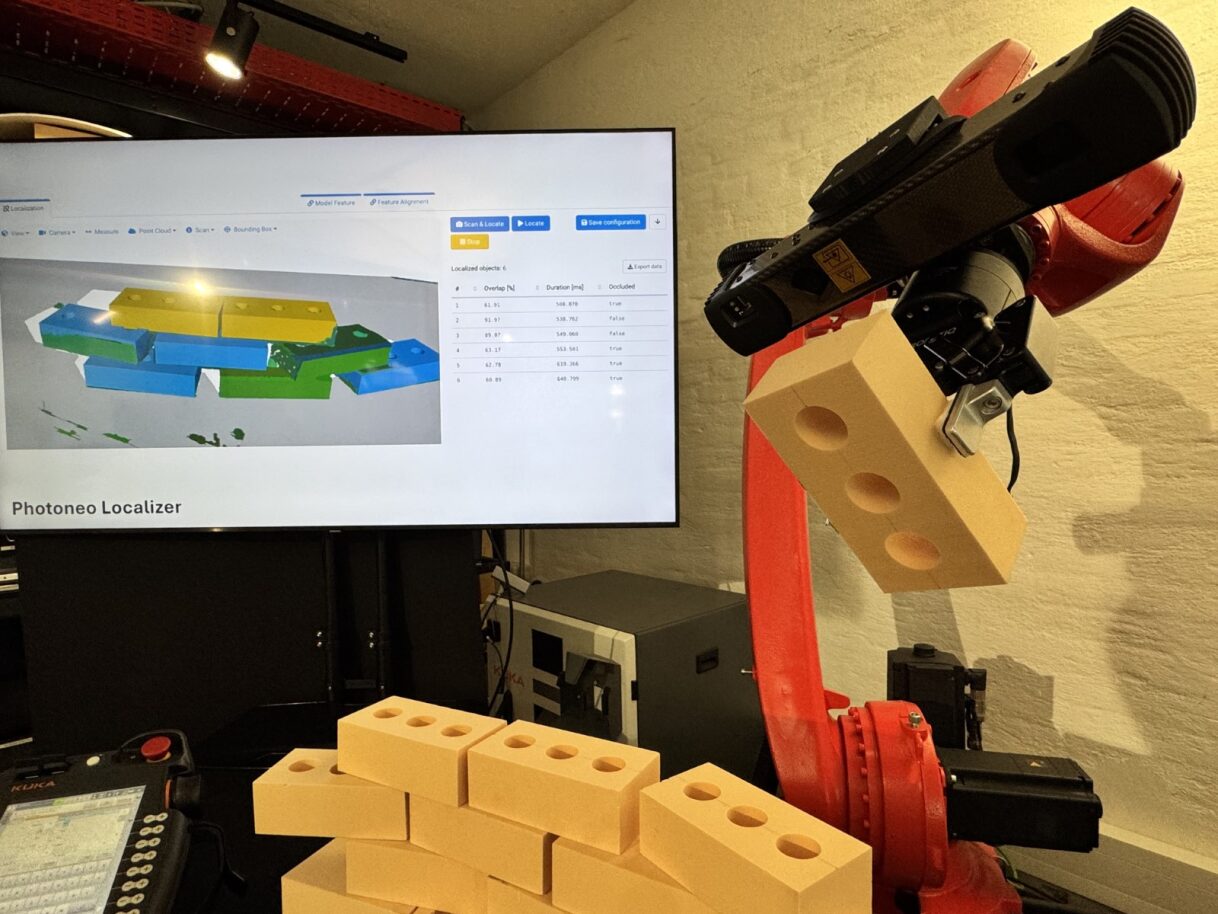 Model Feature Feature Alignment
Localization
View Camera Measure Point Cloud Scan Bounding Box
Scan & Locate Locate Save configuration
Stop
Localized objects: 6 Export data
# Overlap [%] Duration [ms] Occluded
1 true
2 false
3 false
4 true
5 true
6 true
Photoneo Localizer
KUKA
KUKA